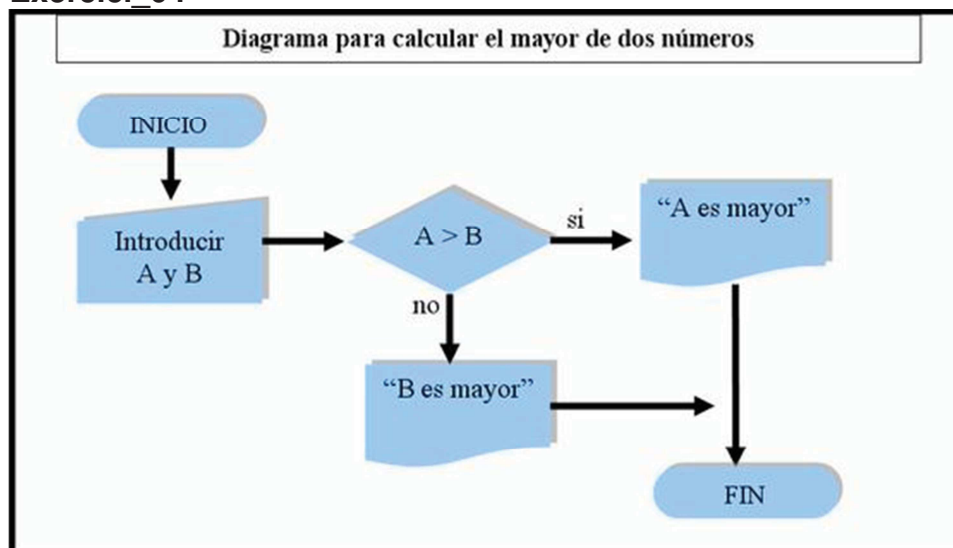 Diagrama para calcular el mayor de dos números
INICIO
Introducir
A y B
A > B
si
“A es mayor”
no
“B es mayor”
FIN